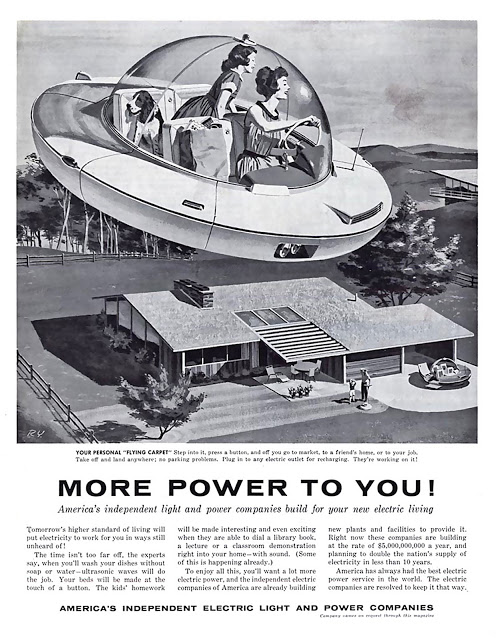 RY
YOUR PERSONAL "FLYING CARPET" Step into it, press a button, and off you go to market, to a friend's home, or to your job.
Take off and land anywhere; no parking problems. Plug in to any electric outlet for recharging. They're working on it!
MORE POWER TO YOU!
America's independent light and power companies build for your new electric living
Tomorrow's higher standard of living will
put electricity to work for you in ways still
unheard of!
The time isn't too far off, the experts
say, when you'll wash your dishes without
soap or water—ultrasonic waves will do
the job. Your beds will be made at the
touch of a button. The kids' homework
will be made interesting and even exciting
when they are able to dial a library book,
a lecture or a classroom demonstration
right into your home—with sound. (Some
of this is happening already.)
To enjoy all this, you'll want a lot more
electric power, and the independent electric
companies of America are already building
new plants and facilities to provide it.
Right now these companies are building
at the rate of $5,000,000,000 a year, and
planning to double the nation's supply of
electricity in less than 10 years.
America has always had the best electric
power service in the world. The electric
companies are resolved to keep it that way.
AMERICA'S INDEPENDENT ELECTRIC LIGHT AND POWER COMPANIES
Company names on request through this magazine